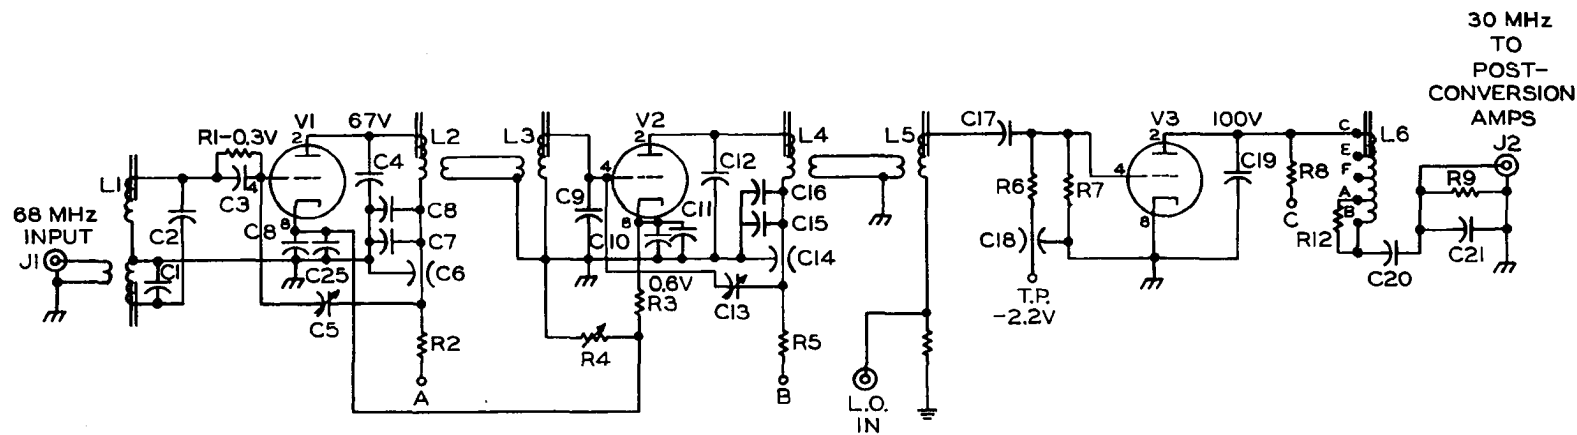 30 MHz
TO
POST-
CONVERSION
AMPS
J2
V1
67V
V2
V3
100V
R1-0.3V
2
L2
L3
2
L4
L5
C17
2
C
L6
C4
C12
C19
R8
E
F
A
B
R9
L1
4
C3
4
C16
R6
R7
4
C9
68 MHz
INPUT
J1
C2
C8
8
C8
C11
C15
8
C18
C
R12
C10
8
C7
C1
C25
C6
C14
C20
C21
0.6V
T.P.
-2.2V
C5
R3
C13
R2
R4
R5
A
B
L.O.
IN